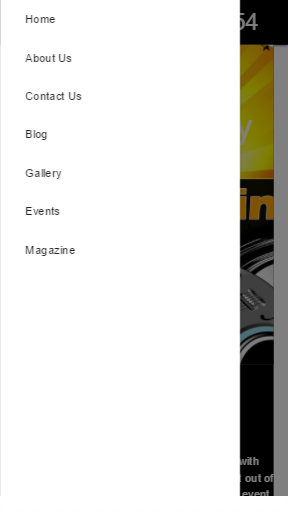 Home
54
About Us
Contact Us
y
Blog
Gallery
in
Events
Magazine
with
out of
event